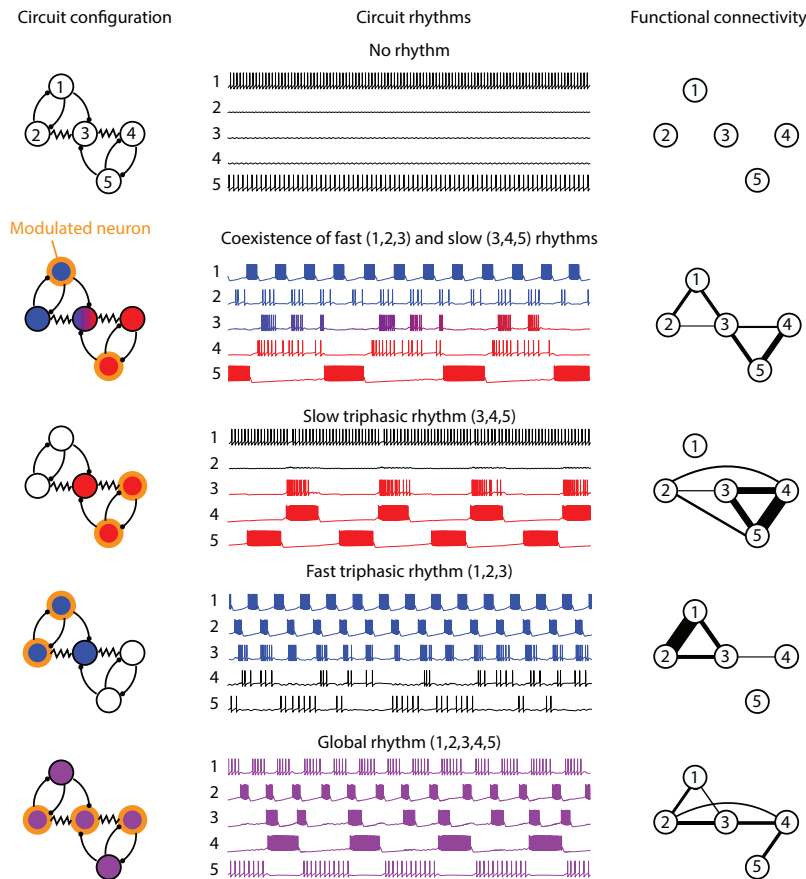 Circuit configuration
Circuit rhythms
Functional connectivity
No rhythm
1
2 3 4
5
1
2
3
4
5
1
2 3 4
5
Modulated neuron
Coexistence of fast (1,2,3) and slow (3,4,5) rhythms
1
2
3
4
5
1
2 3 4
5
Slow triphasic rhythm (3,4,5)
1
2
3
4
5
1
2 3 4
5
Fast triphasic rhythm (1,2,3)
1
2
3
4
5
1
2 3 4
5
Global rhythm (1,2,3,4,5)
1
2
3
4
5
1
2 3 4
5